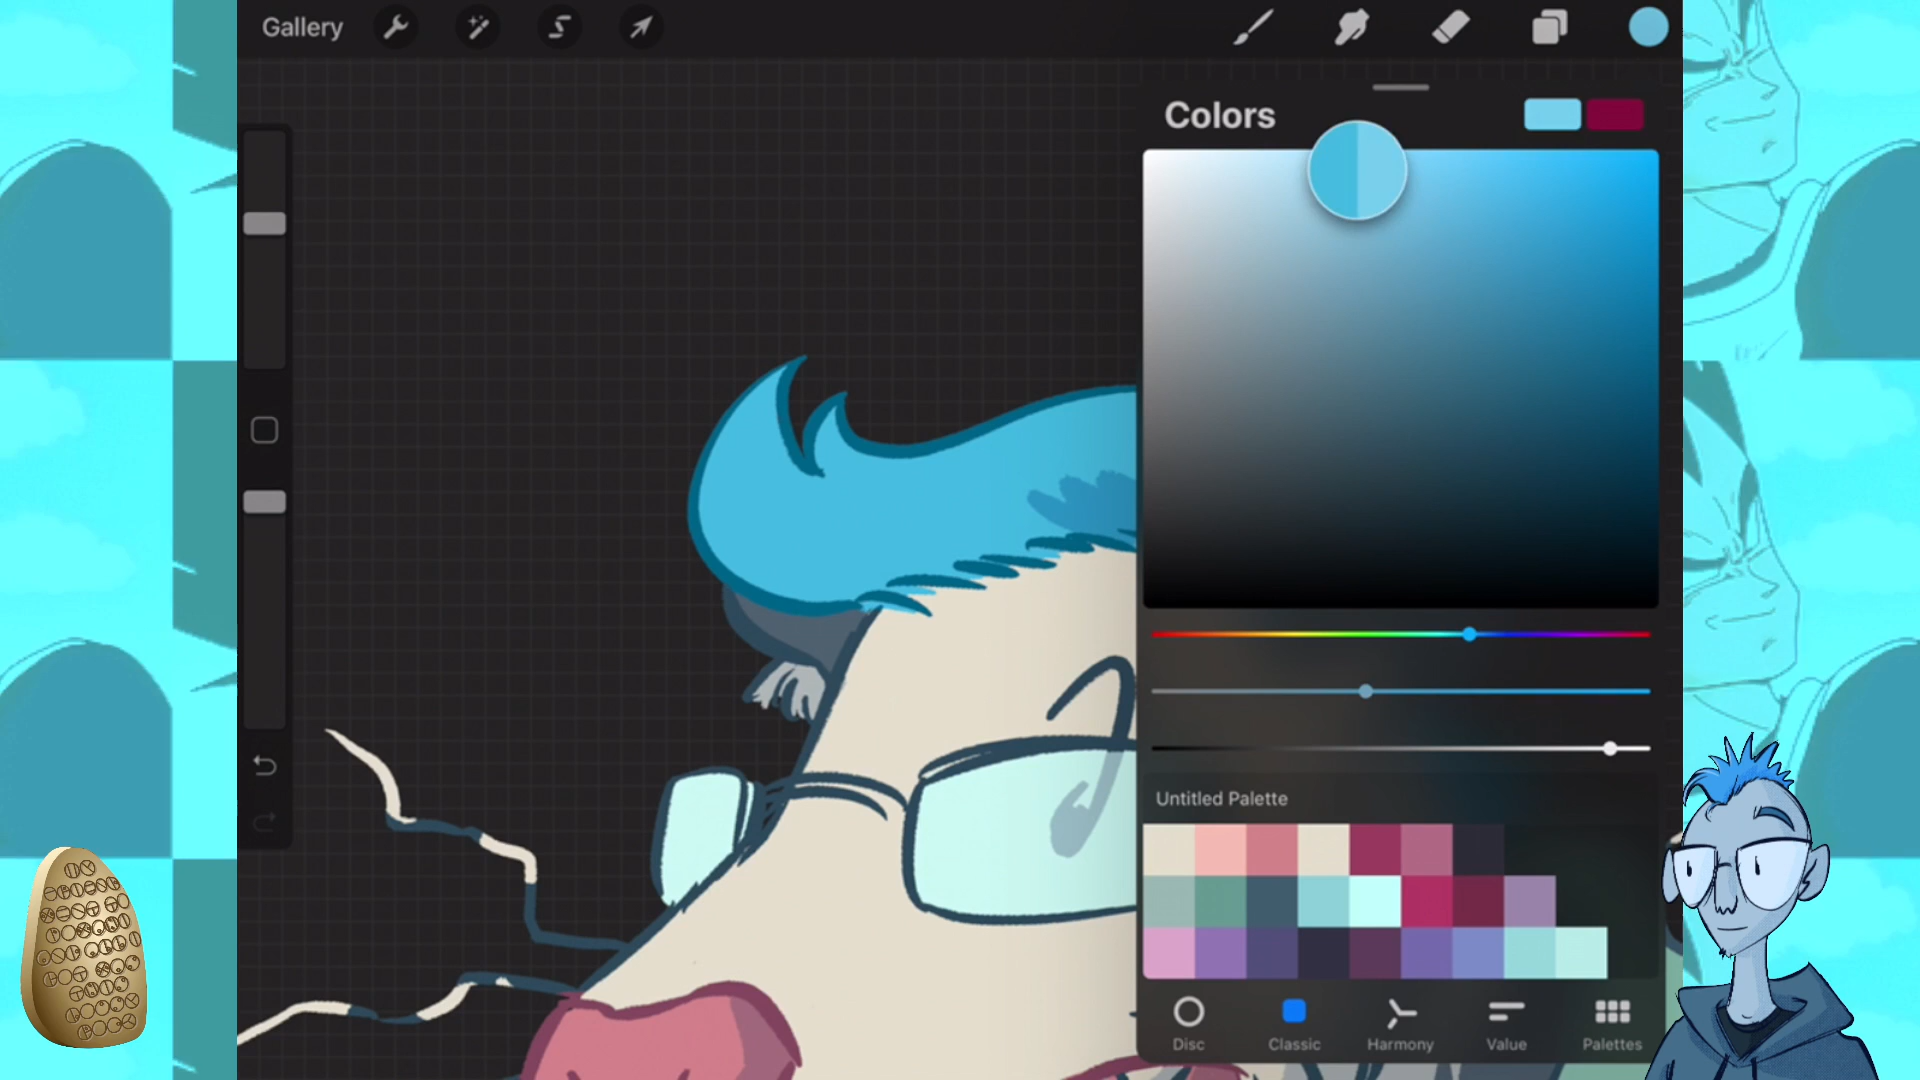 Gallery
Colors
Untitled Palette
Disc
Classic
Harmony
Value
Palettes